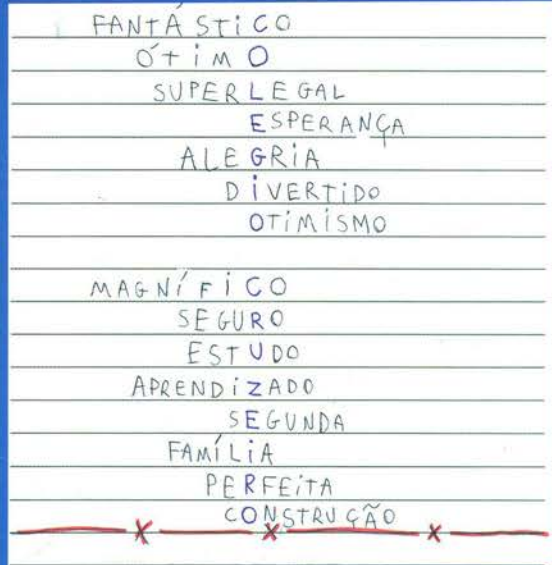 FANTÁSTICO
ÓTIMO
SUPERLEGAL
ESPERANÇA
ALEGRIA
DIVERTIDO
OTIMISMO
MAGNÍFICO
SEGURO
ESTUDO
APRENDIZADO
SEGUNDA
FAMÍLIA
PERFEITA
CONSTRUÇÃO